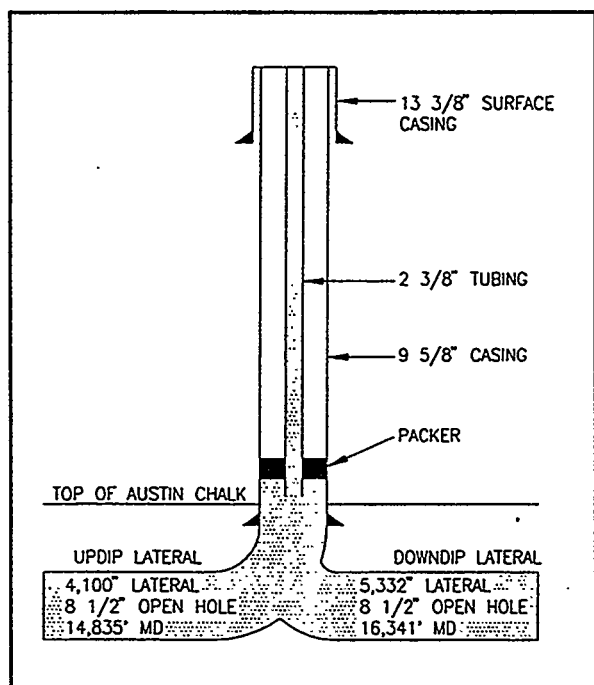 13 3/8" SURFACE
CASING
2 3/8" TUBING
9 5/8" CASING
PACKER
TOP OF AUSTIN CHALK
UPDIP LATERAL
4,100" LATERAL
8 1/2" OPEN HOLE
14,835' MD
DOWNDIP LATERAL
5,332" LATERAL
8 1/2" OPEN HOLE
16,341' MD